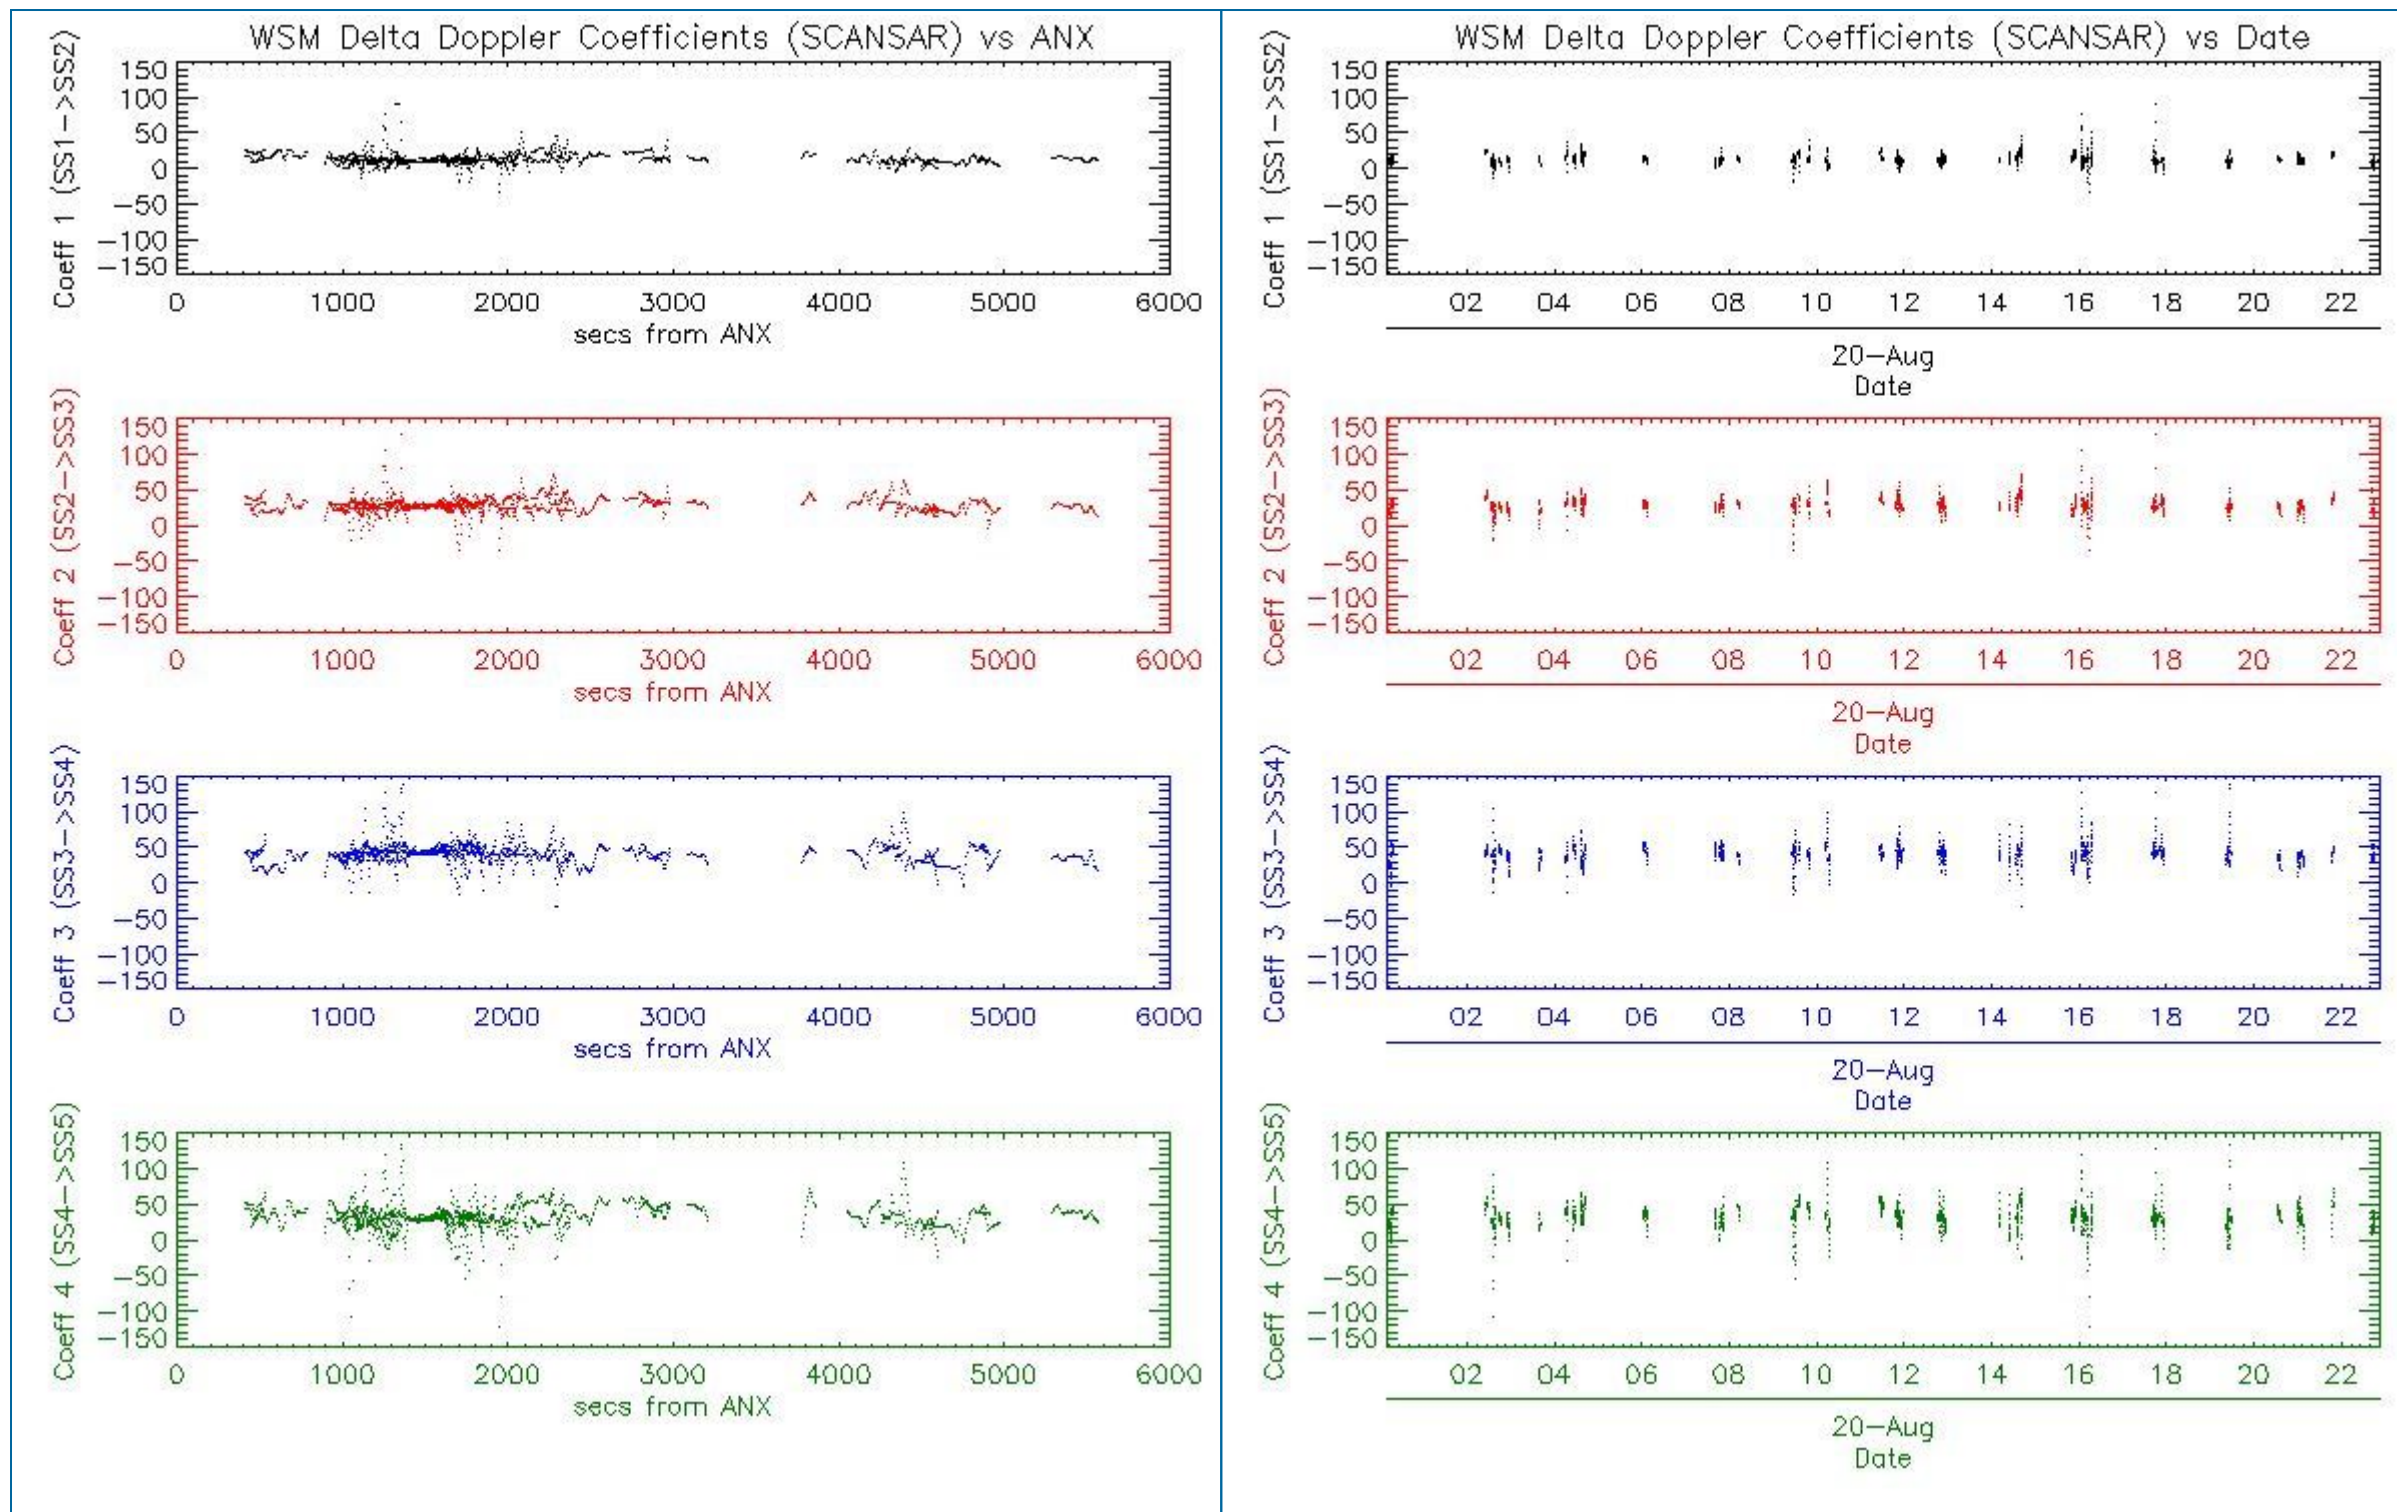 WSM Delta Doppler Coefficients (SCANSAR) vs ANX
Coeff 1 (SS1->SS2)
150
100
50
0
-50
-100
-150
0 1000 2000 3000 4000 5000 6000
secs from ANX
Coeff 2 (SS2->SS3)
150
100
50
0
-50
-100
-150
0 1000 2000 3000 4000 5000 6000
secs from ANX
Coeff 3 (SS3->SS4)
150
100
50
0
-50
-100
-150
0 1000 2000 3000 4000 5000 6000
secs from ANX
Coeff 4 (SS4->SS5)
150
100
50
0
-50
-100
-150
0 1000 2000 3000 4000 5000 6000
secs from ANX
WSM Delta Doppler Coefficients (SCANSAR) vs Date
Coeff 1 (SS1->SS2)
150
100
50
0
-50
-100
-150
02 04 06 08 10 12 14 16 18 20 22
20-Aug
Date
Coeff 2 (SS2->SS3)
150
100
50
0
-50
-100
-150
02 04 06 08 10 12 14 16 18 20 22
20-Aug
Date
Coeff 3 (SS3->SS4)
150
100
50
0
-50
-100
-150
02 04 06 08 10 12 14 16 18 20 22
20-Aug
Date
Coeff 4 (SS4->SS5)
150
100
50
0
-50
-100
-150
02 04 06 08 10 12 14 16 18 20 22
20-Aug
Date